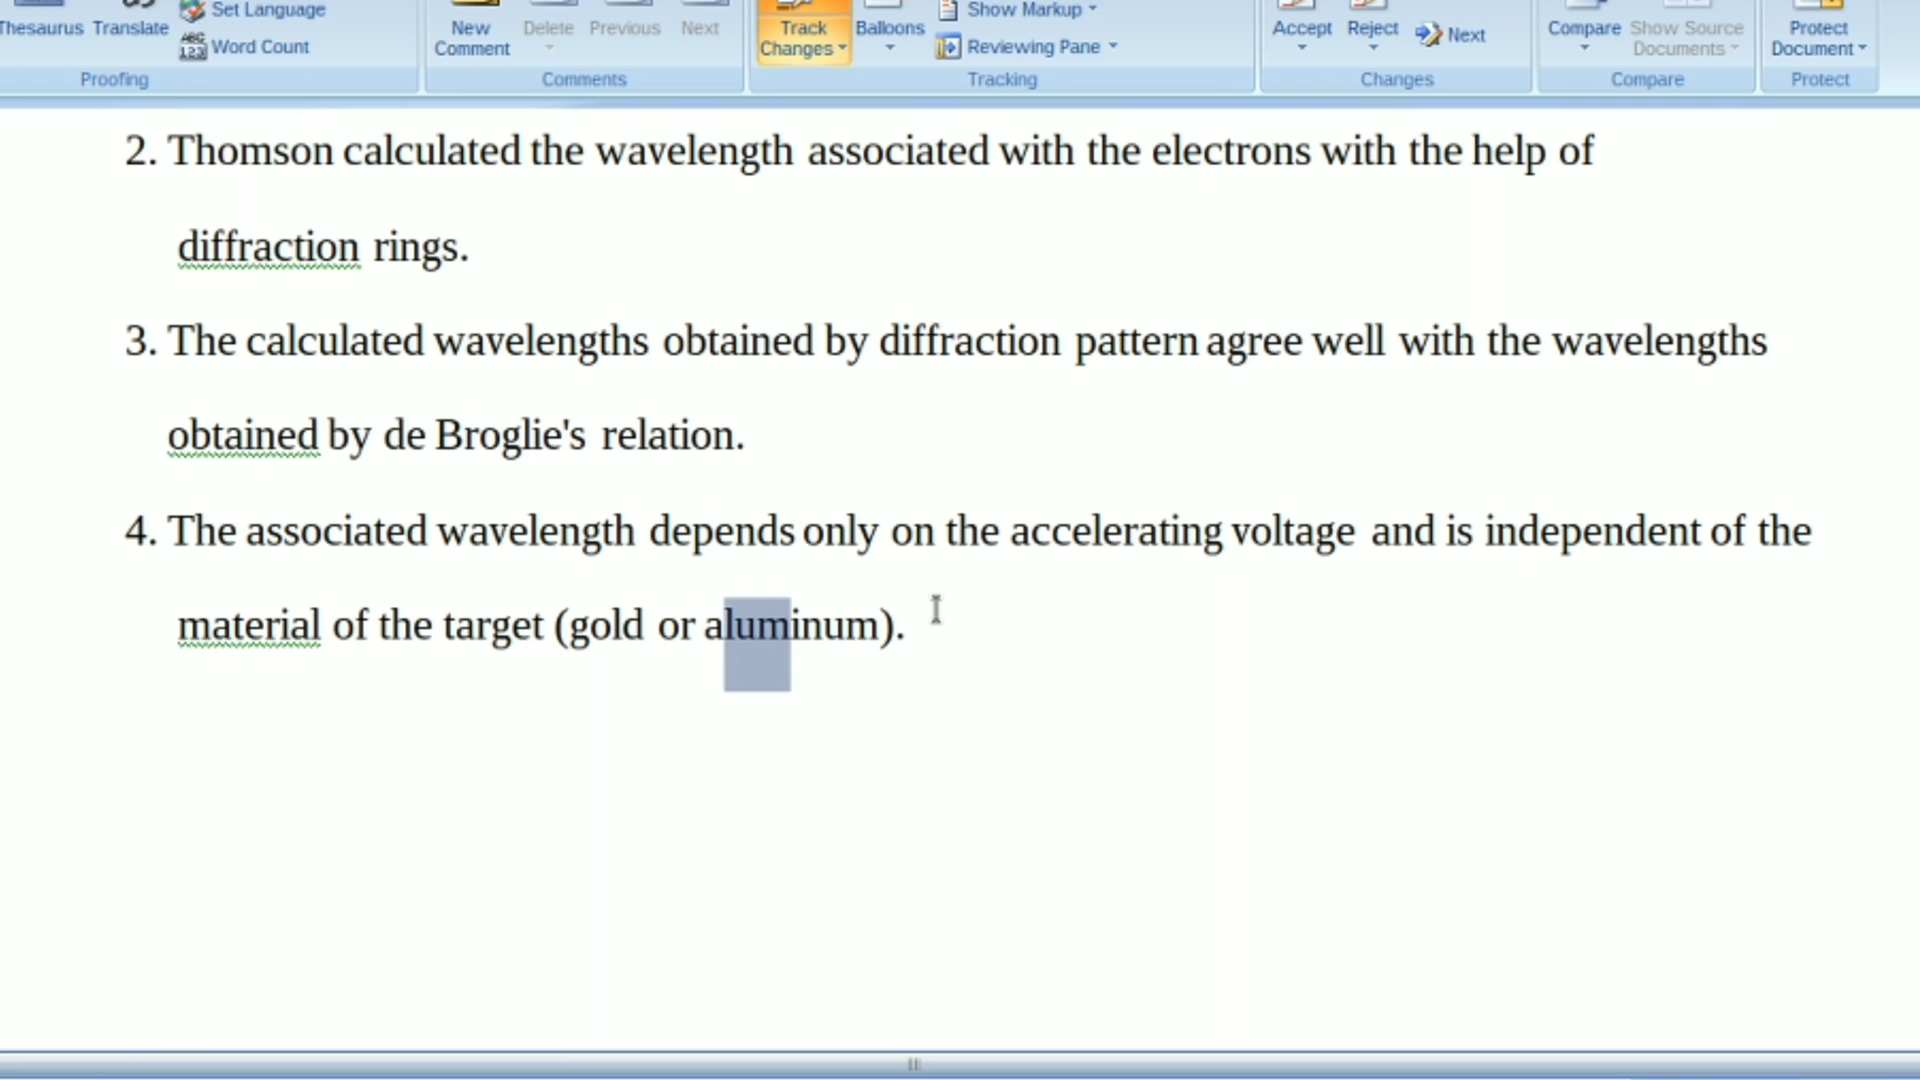 Set Language
Thesaurus Translate
ABC 123 Word Count
Proofing
New Comment
Delete
Previous
Next
Comments
Track Changes
Balloons
Show Markup
Reviewing Pane
Tracking
Accept
Reject
Next
Changes
Compare
Show Source Documents
Compare
Protect Document
Protect
2. Thomson calculated the wavelength associated with the electrons with the help of
diffraction rings.
3. The calculated wavelengths obtained by diffraction pattern agree well with the wavelengths
obtained by de Broglie's relation.
4. The associated wavelength depends only on the accelerating voltage and is independent of the
material of the target (gold or aluminum).